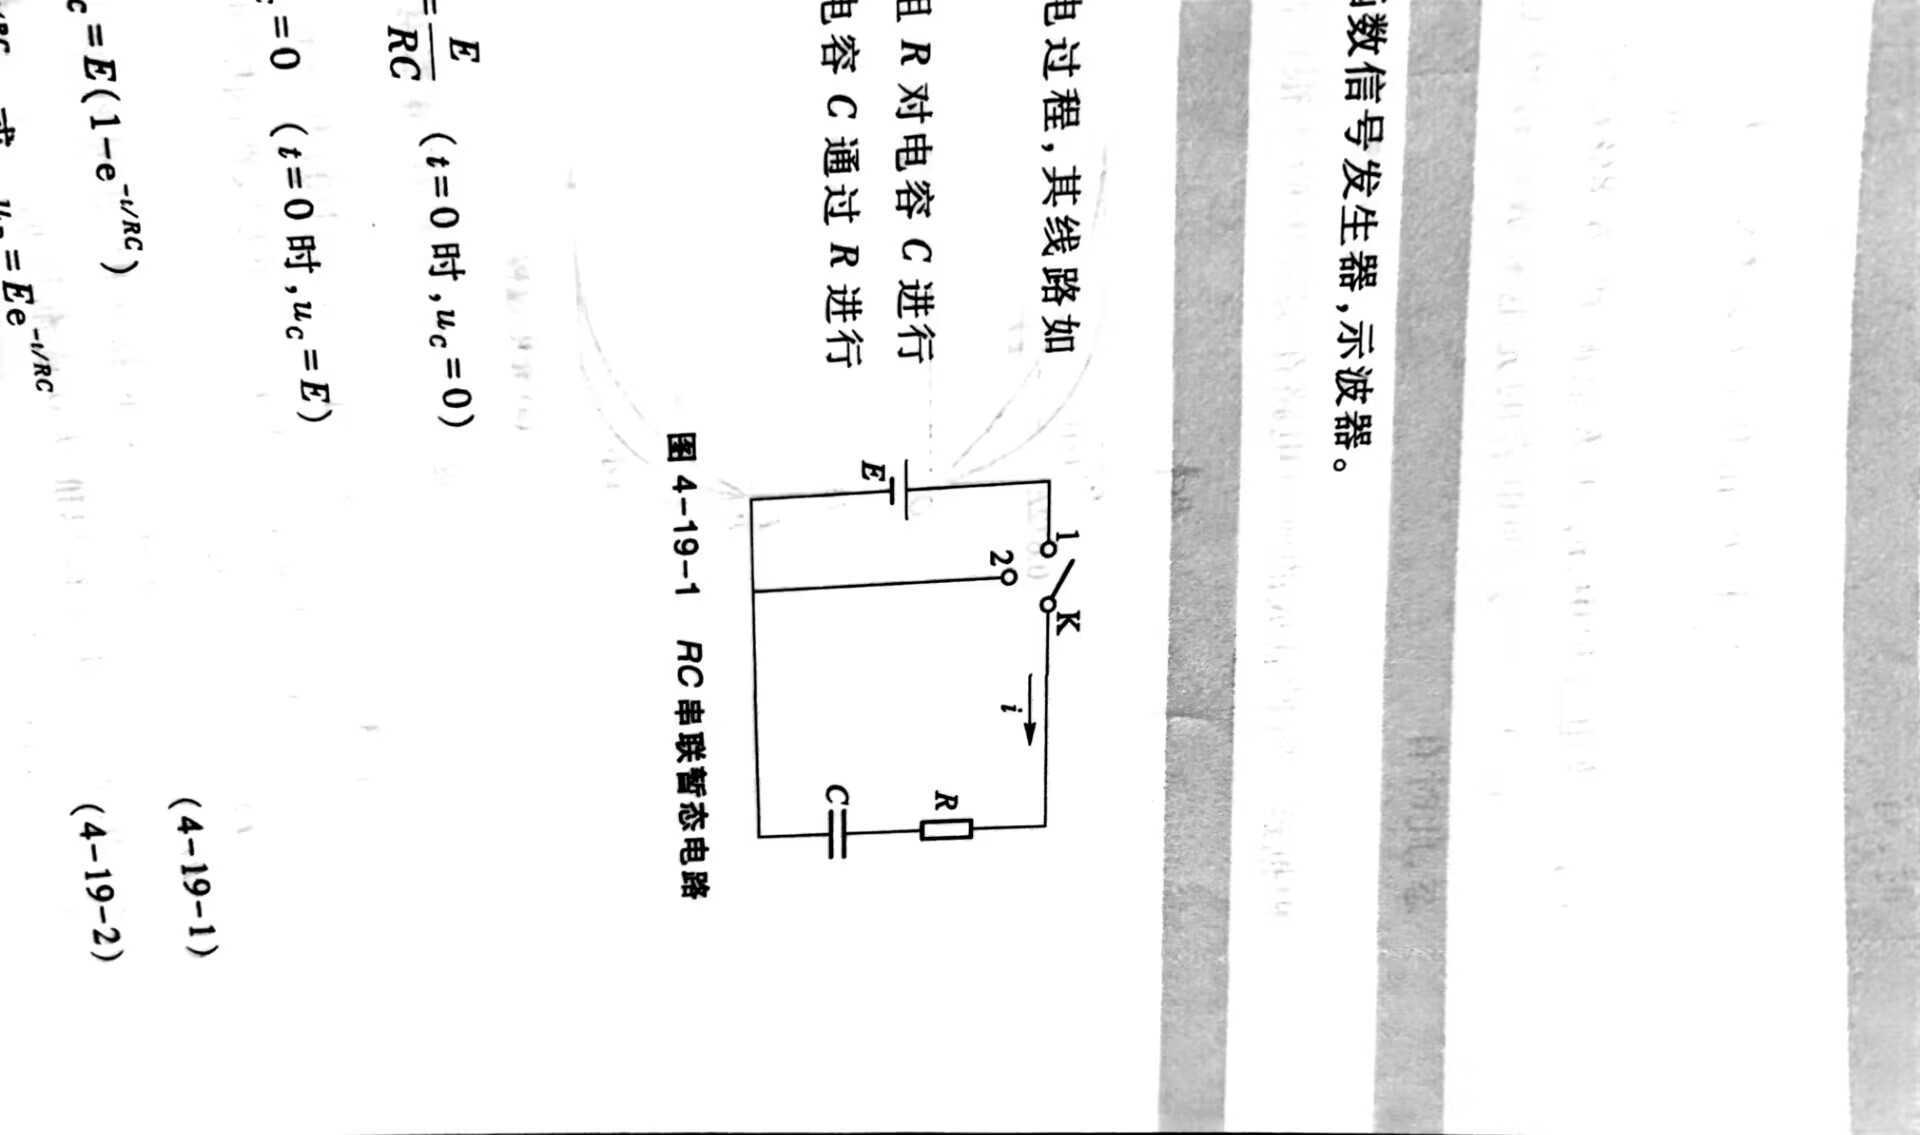 数信号发生器,示波器。
电过程,其线路如
阻 R 对电容 C 进行
电容 C 通过 R 进行
1
K
2
i
E
R
C
图 4-19-1 RC 串联暂态电路
=E/RC (t=0 时,u_C=0)
=0 (t=0 时,u_C=E)
(4-19-1)
c=E(1-e^{-t/RC})
(4-19-2)
=Ee^{-t/RC}